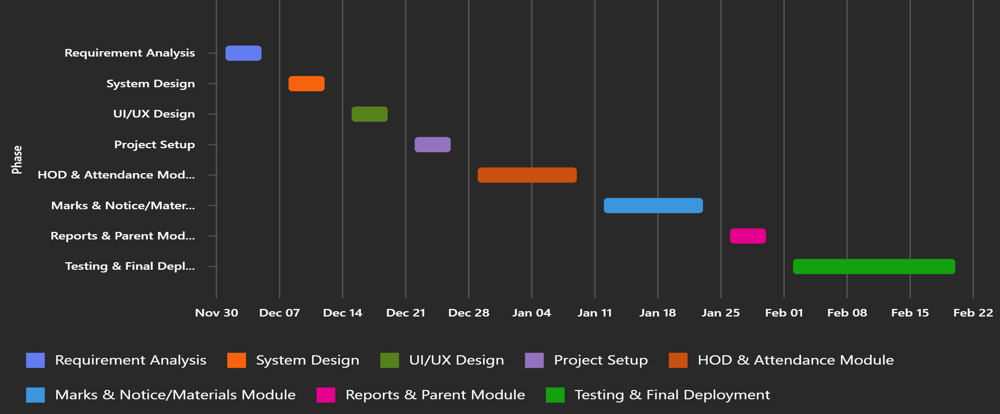 Requirement Analysis
System Design
UI/UX Design
Project Setup
Phase
HOD & Attendance Mod...
Marks & Notice/Mater...
Reports & Parent Mod...
Testing & Final Depl...
Nov 30 Dec 07 Dec 14 Dec 21 Dec 28 Jan 04 Jan 11 Jan 18 Jan 25 Feb 01 Feb 08 Feb 15 Feb 22
Requirement Analysis System Design UI/UX Design Project Setup HOD & Attendance Module
Marks & Notice/Materials Module Reports & Parent Module Testing & Final Deployment